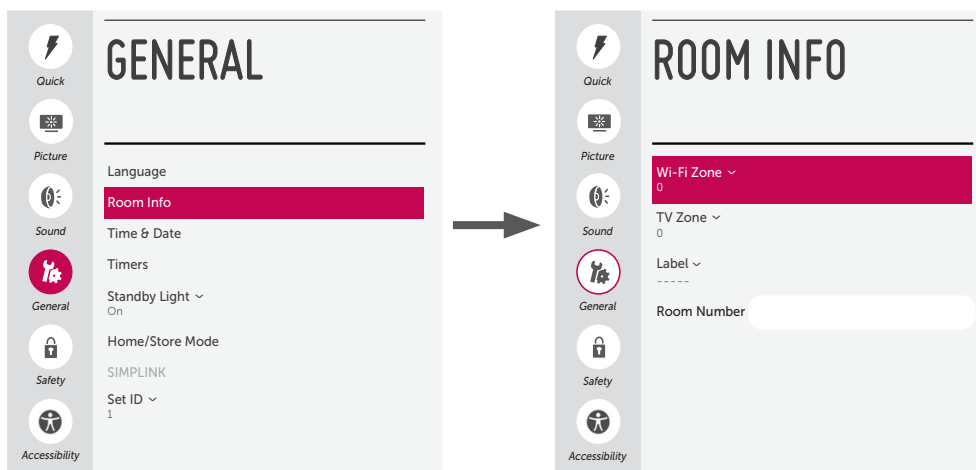 GENERAL
Quick
Picture
Sound
General
Safety
Accessibility
Language
Room Info
Time & Date
Timers
Standby Light
On
Home/Store Mode
SIMPLINK
Set ID
1
ROOM INFO
Quick
Picture
Sound
General
Safety
Accessibility
Wi-Fi Zone
0
TV Zone
0
Label
-----
Room Number